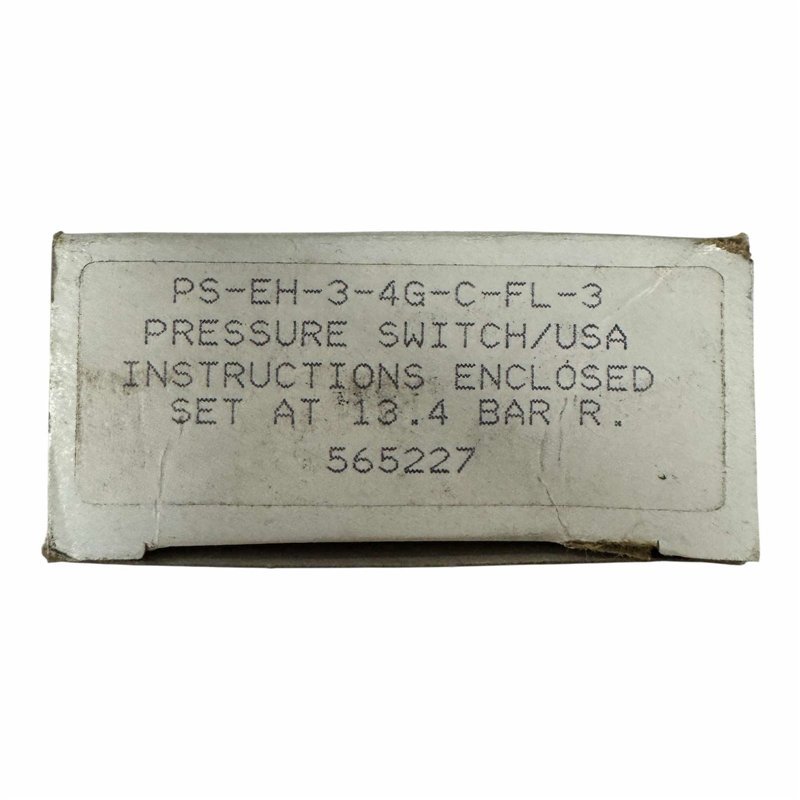 PS-EH-3-4G-C-FL-3
PRESSURE SWITCH/USA
INSTRUCTIONS ENCLOSED
SET AT 13.4 BAR R.
565227